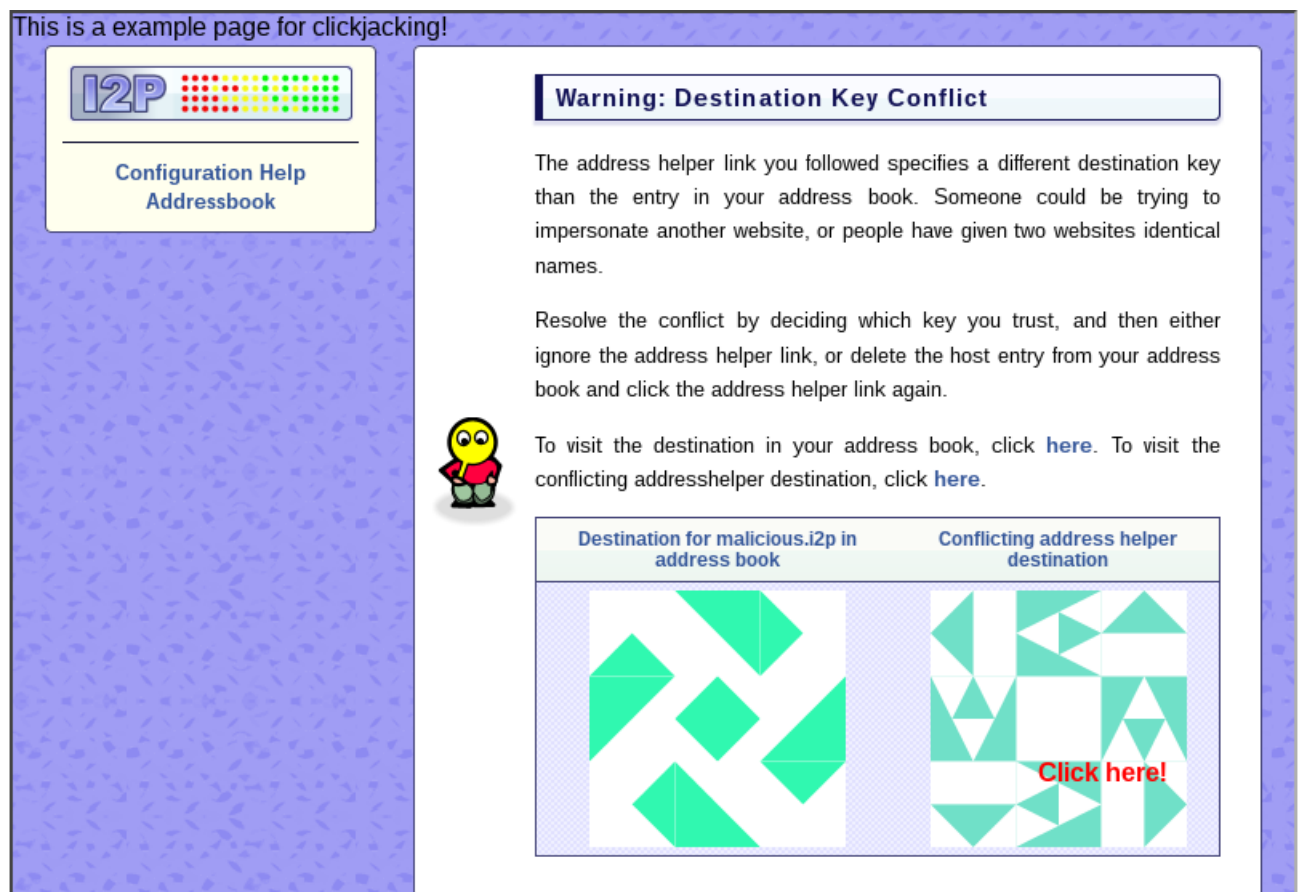 This is a example page for clickjacking!
I2P
Configuration Help
Addressbook
Warning: Destination Key Conflict
The address helper link you followed specifies a different destination key
than the entry in your address book. Someone could be trying to
impersonate another website, or people have given two websites identical
names.
Resolve the conflict by deciding which key you trust, and then either
ignore the address helper link, or delete the host entry from your address
book and click the address helper link again.
To visit the destination in your address book, click here. To visit the
conflicting addresshelper destination, click here.
Destination for malicious.i2p in
address book
Conflicting address helper
destination
Click here!